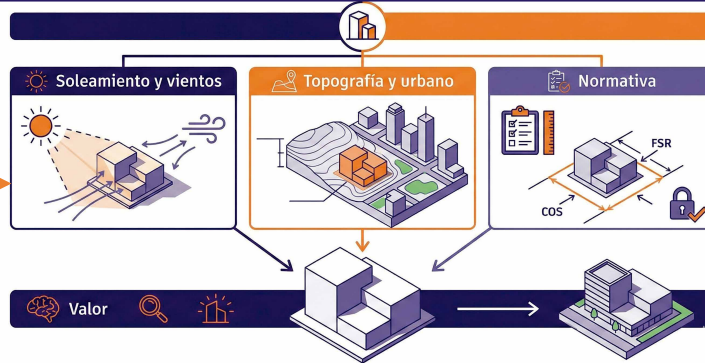 Soleamiento y vientos
Topografía y urbano
Normativa
FSR
COS
Valor